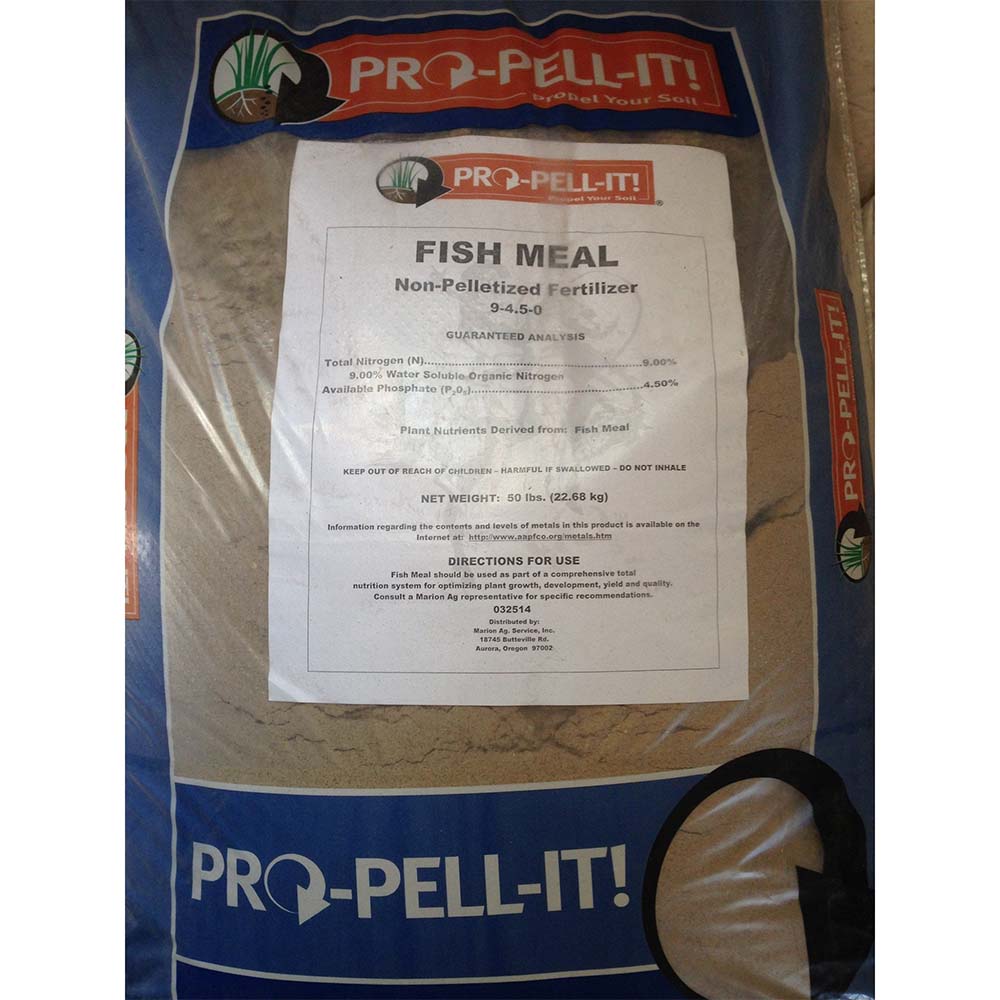 PRO-PELL-IT!
Propel Your Soil
PRO-PELL-IT!
Propel Your Soil
®
FISH MEAL
Non-Pelletized Fertilizer
9-4.5-0
GUARANTEED ANALYSIS
Total Nitrogen (N)..................................................9.00%
9.00% Water Soluble Organic Nitrogen
Available Phosphate (P₂0₅)........................................4.50%
Plant Nutrients Derived from: Fish Meal
KEEP OUT OF REACH OF CHILDREN – HARMFUL IF SWALLOWED – DO NOT INHALE
NET WEIGHT: 50 lbs. (22.68 kg)
Information regarding the contents and levels of metals in this product is available on the
Internet at: http://www.aapfco.org/metals.htm
DIRECTIONS FOR USE
Fish Meal should be used as part of a comprehensive total
nutrition system for optimizing plant growth, development, yield and quality.
Consult a Marion Ag representative for specific recommendations.
032514
Distributed by:
Marion Ag. Service, Inc.
18745 Butteville Rd.
Aurora, Oregon 97002
PRO-PELL-IT!
PRO-PELL-IT!